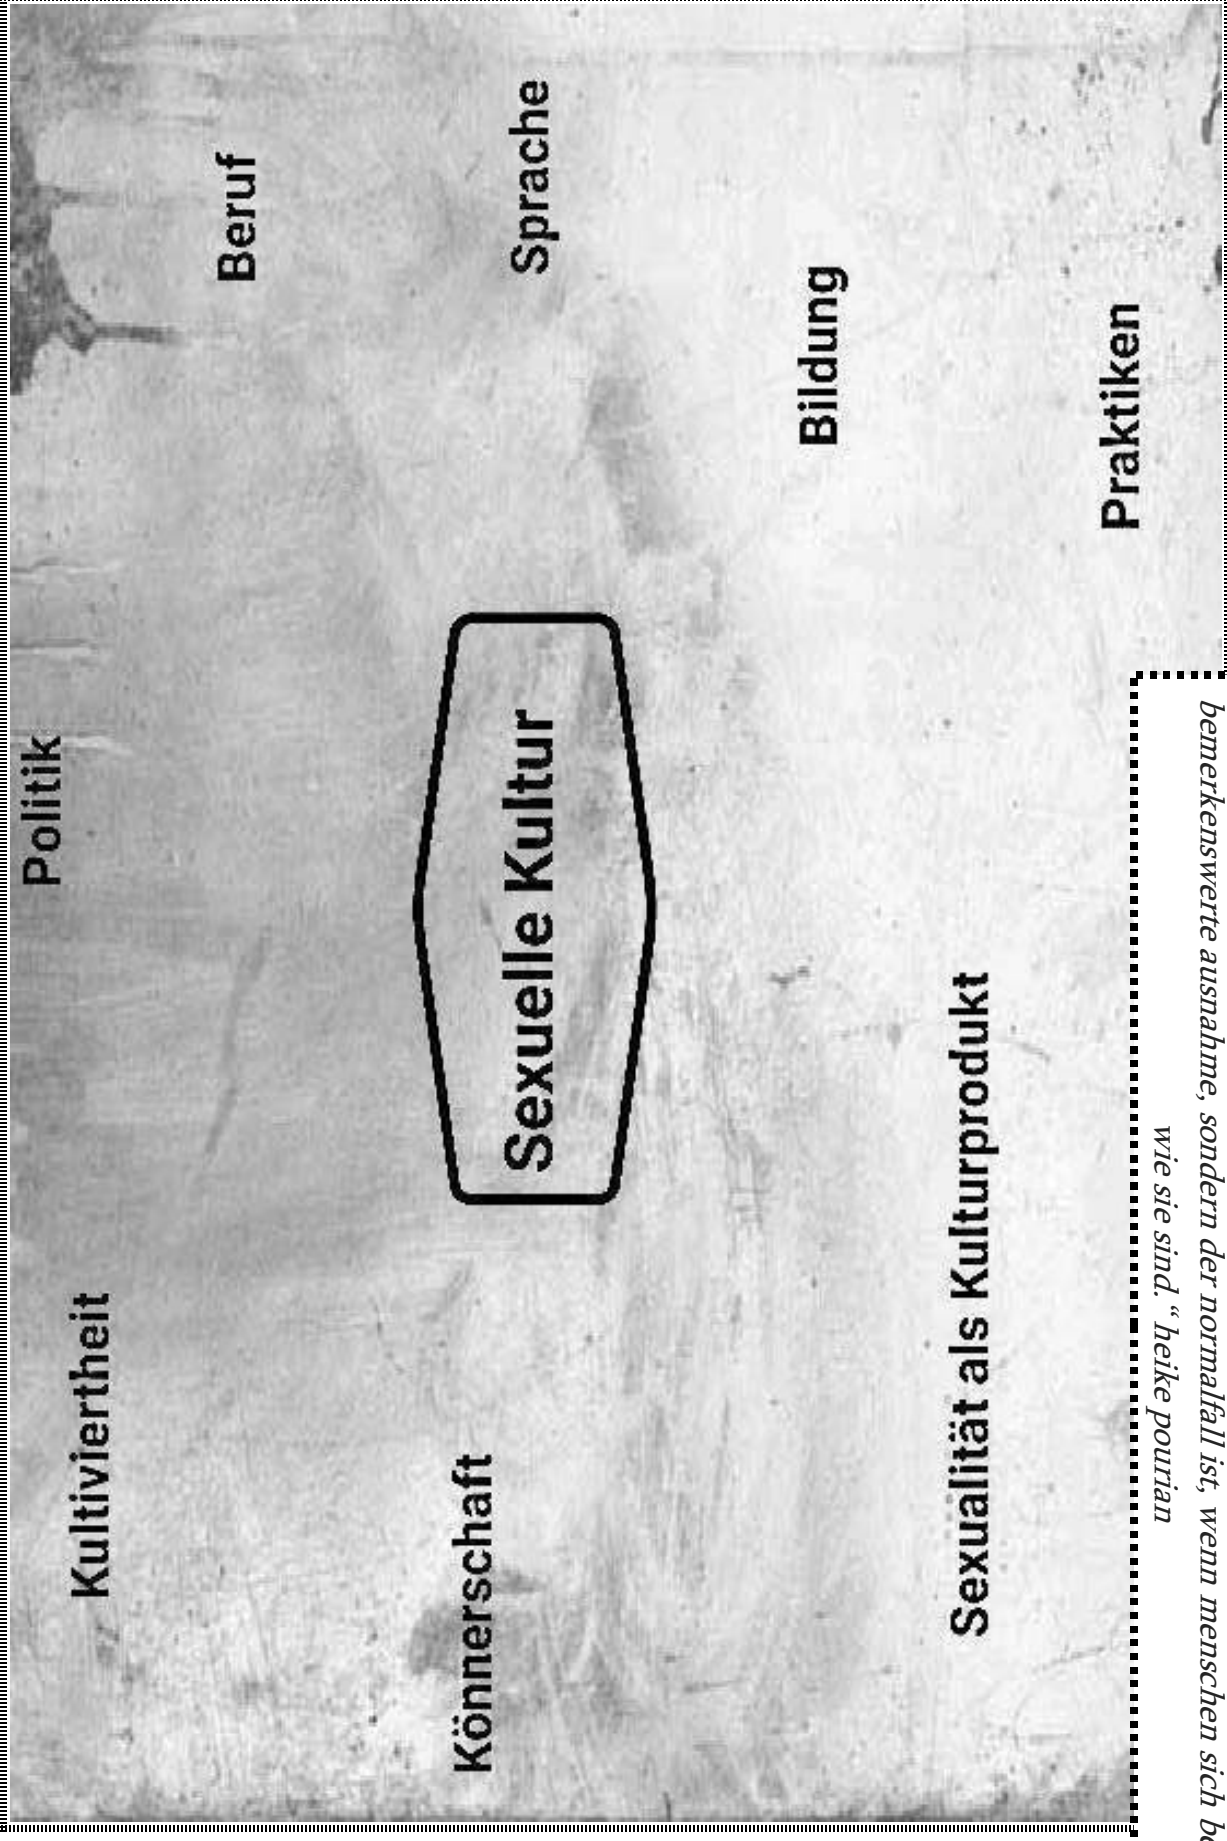 Politik
Kultiviertheit
Beruf
Könnerschaft
Sexuelle Kultur
Sprache
Bildung
Sexualität als Kulturprodukt
Praktiken
bemerkenswerte ausnahme, sondern der normalfall ist, wenn menschen sich
wie sie sind.“ heike pourian